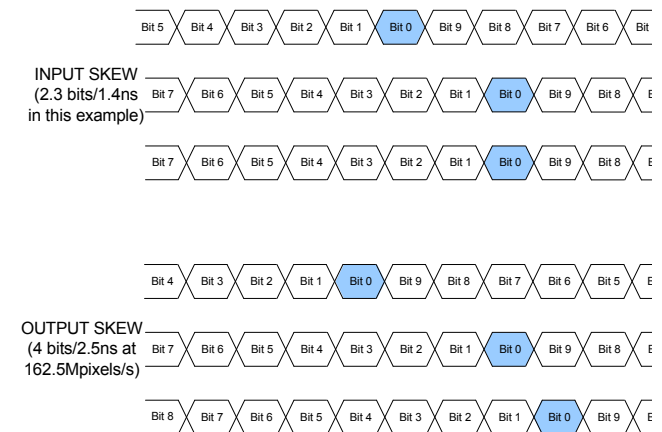 Bit 5 Bit 4 Bit 3 Bit 2 Bit 1 Bit 0 Bit 9 Bit 8 Bit 7 Bit 6 Bit
INPUT SKEW
(2.3 bits/1.4ns
in this example)
Bit 7 Bit 6 Bit 5 Bit 4 Bit 3 Bit 2 Bit 1 Bit 0 Bit 9 Bit 8
Bit 7 Bit 6 Bit 5 Bit 4 Bit 3 Bit 2 Bit 1 Bit 0 Bit 9 Bit 8
Bit 4 Bit 3 Bit 2 Bit 1 Bit 0 Bit 9 Bit 8 Bit 7 Bit 6 Bit 5
OUTPUT SKEW
(4 bits/2.5ns at
162.5Mpixels/s)
Bit 7 Bit 6 Bit 5 Bit 4 Bit 3 Bit 2 Bit 1 Bit 0 Bit 9 Bit 8
Bit 8 Bit 7 Bit 6 Bit 5 Bit 4 Bit 3 Bit 2 Bit 1 Bit 0 Bit 9